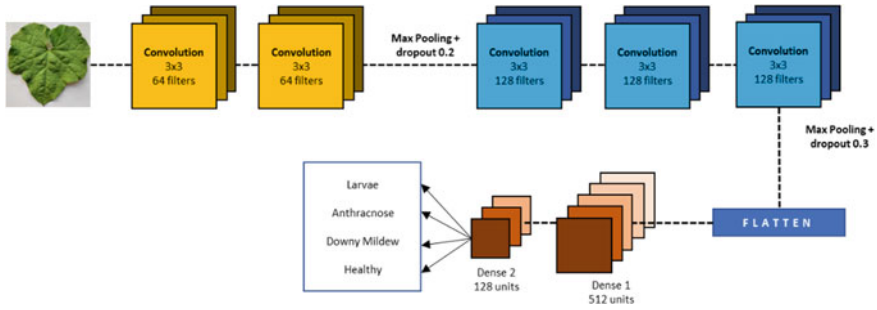 Convolution
3x3
64 filters
Convolution
3x3
64 filters
Max Pooling +
dropout 0.2
Convolution
3x3
128 filters
Convolution
3x3
128 filters
Convolution
3x3
128 filters
Max Pooling +
dropout 0.3
FLATTEN
Dense 1
512 units
Dense 2
128 units
Larvae
Anthracnose
Downy Mildew
Healthy